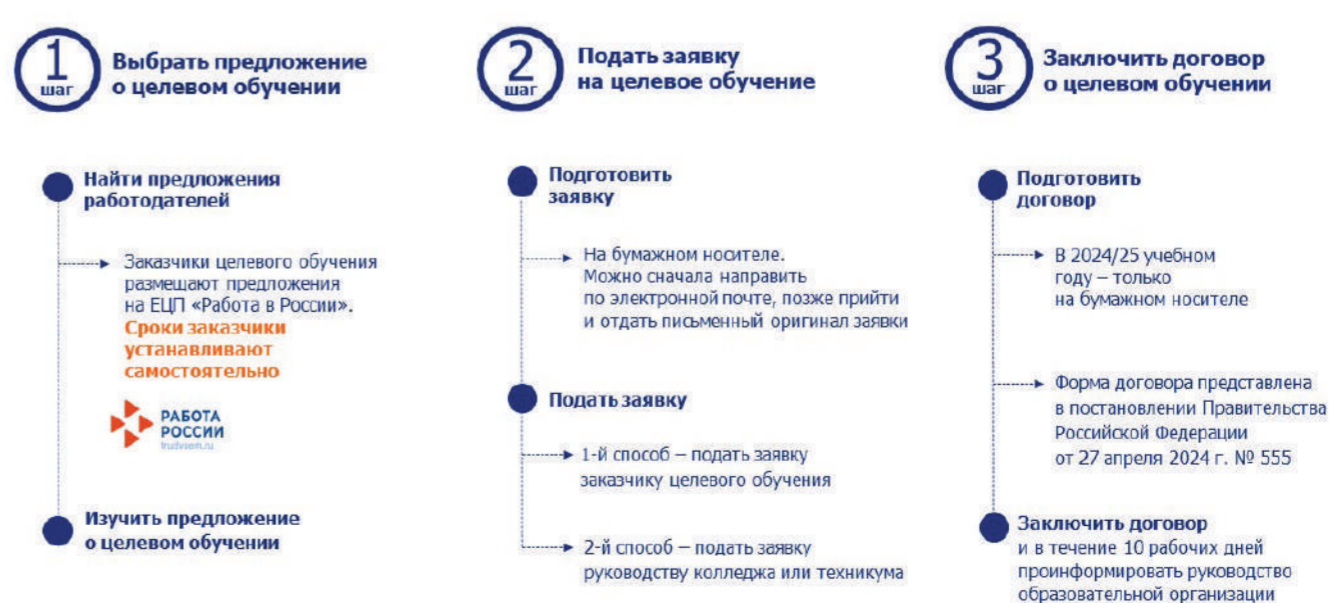 1
шаг
Выбрать предложение
о целевом обучении
Найти предложения
работодателей
Заказчики целевого обучения
размещают предложения
на ЕЦП «Работа в России».
Сроки заказчики
устанавливают
самостоятельно
РАБОТА
РОССИИ
trudvsem.ru
Изучить предложение
о целевом обучении
2
шаг
Подать заявку
на целевое обучение
Подготовить
заявку
На бумажном носителе.
Можно сначала направить
по электронной почте, позже прийти
и отдать письменный оригинал заявки
Подать заявку
1-й способ – подать заявку
заказчику целевого обучения
2-й способ – подать заявку
руководству колледжа или техникума
3
шаг
Заключить договор
о целевом обучении
Подготовить
договор
В 2024/25 учебном
году – только
на бумажном носителе
Форма договора представлена
в постановлении Правительства
Российской Федерации
от 27 апреля 2024 г. № 555
Заключить договор
и в течение 10 рабочих дней
проинформировать руководство
образовательной организации